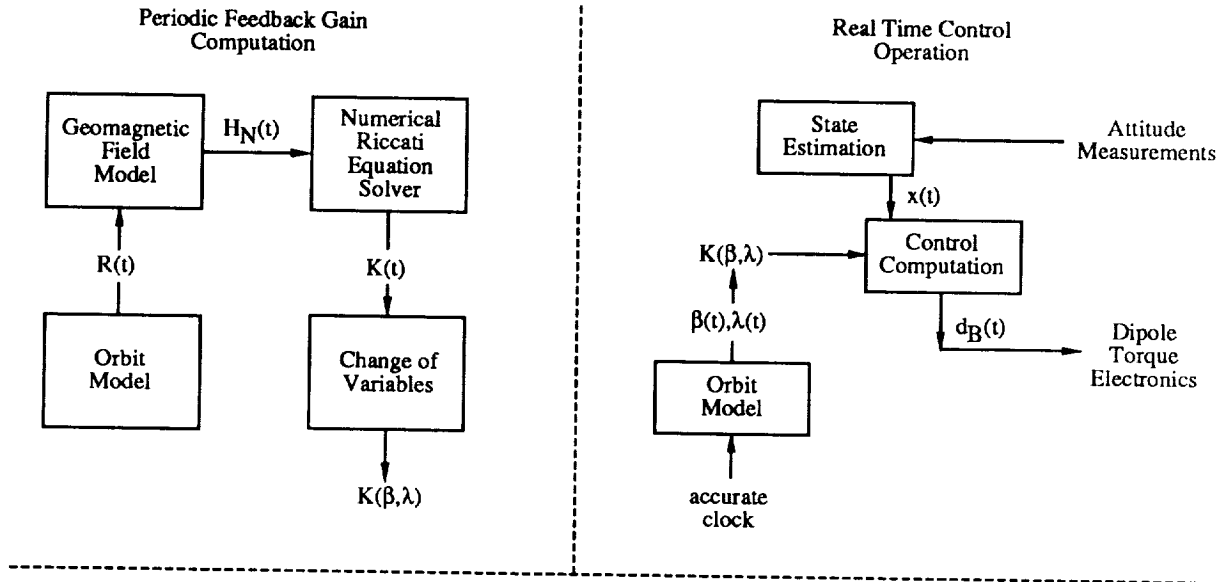 Periodic Feedback Gain
Computation
Geomagnetic
Field
Model
H_N(t)
Numerical
Riccati
Equation
Solver
R(t)
K(t)
Orbit
Model
Change of
Variables
K(β,λ)
Real Time Control
Operation
State
Estimation
Attitude
Measurements
x(t)
K(β,λ)
Control
Computation
β(t),λ(t)
d_B(t)
Dipole
Torque
Electronics
Orbit
Model
accurate
clock